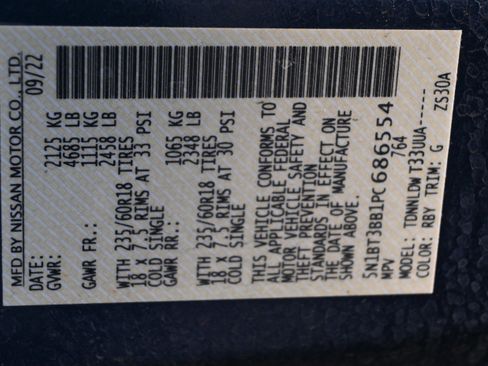 MFD BY NISSAN MOTOR CO., LTD.
DATE: 09/22
GVWR: 2125 KG
4685 LB
GAWR FR.: 1115 KG
2458 LB
WITH 235/60R18 TIRES
18 X 7.5 RIMS AT 33 PSI
COLD SINGLE
GAWR RR.: 1065 KG
2348 LB
WITH 235/60R18 TIRES
18 X 7.5 RIMS AT 30 PSI
COLD SINGLE
THIS VEHICLE CONFORMS TO
ALL APPLICABLE FEDERAL
MOTOR VEHICLE SAFETY AND
THEFT PREVENTION
STANDARDS IN EFFECT ON
THE DATE OF MANUFACTURE
SHOWN ABOVE.
5N1BT3BB1PC686554
MPV 764
MODEL: TDNNLDW T33UUA-----
COLOR: RBY TRIM: G ZS30A